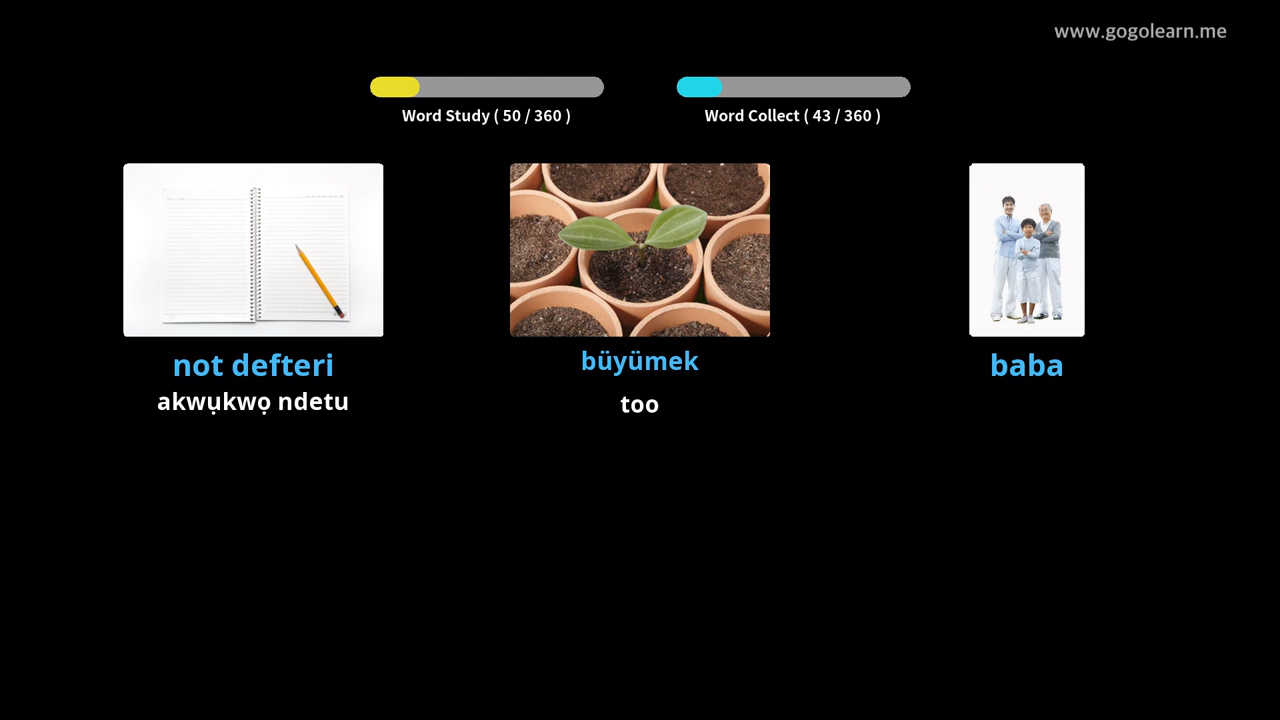 www.gogolearn.me
Word Study ( 50 / 360 )
Word Collect ( 43 / 360 )
not defteri
akwụkwọ ndetu
büyümek
too
baba